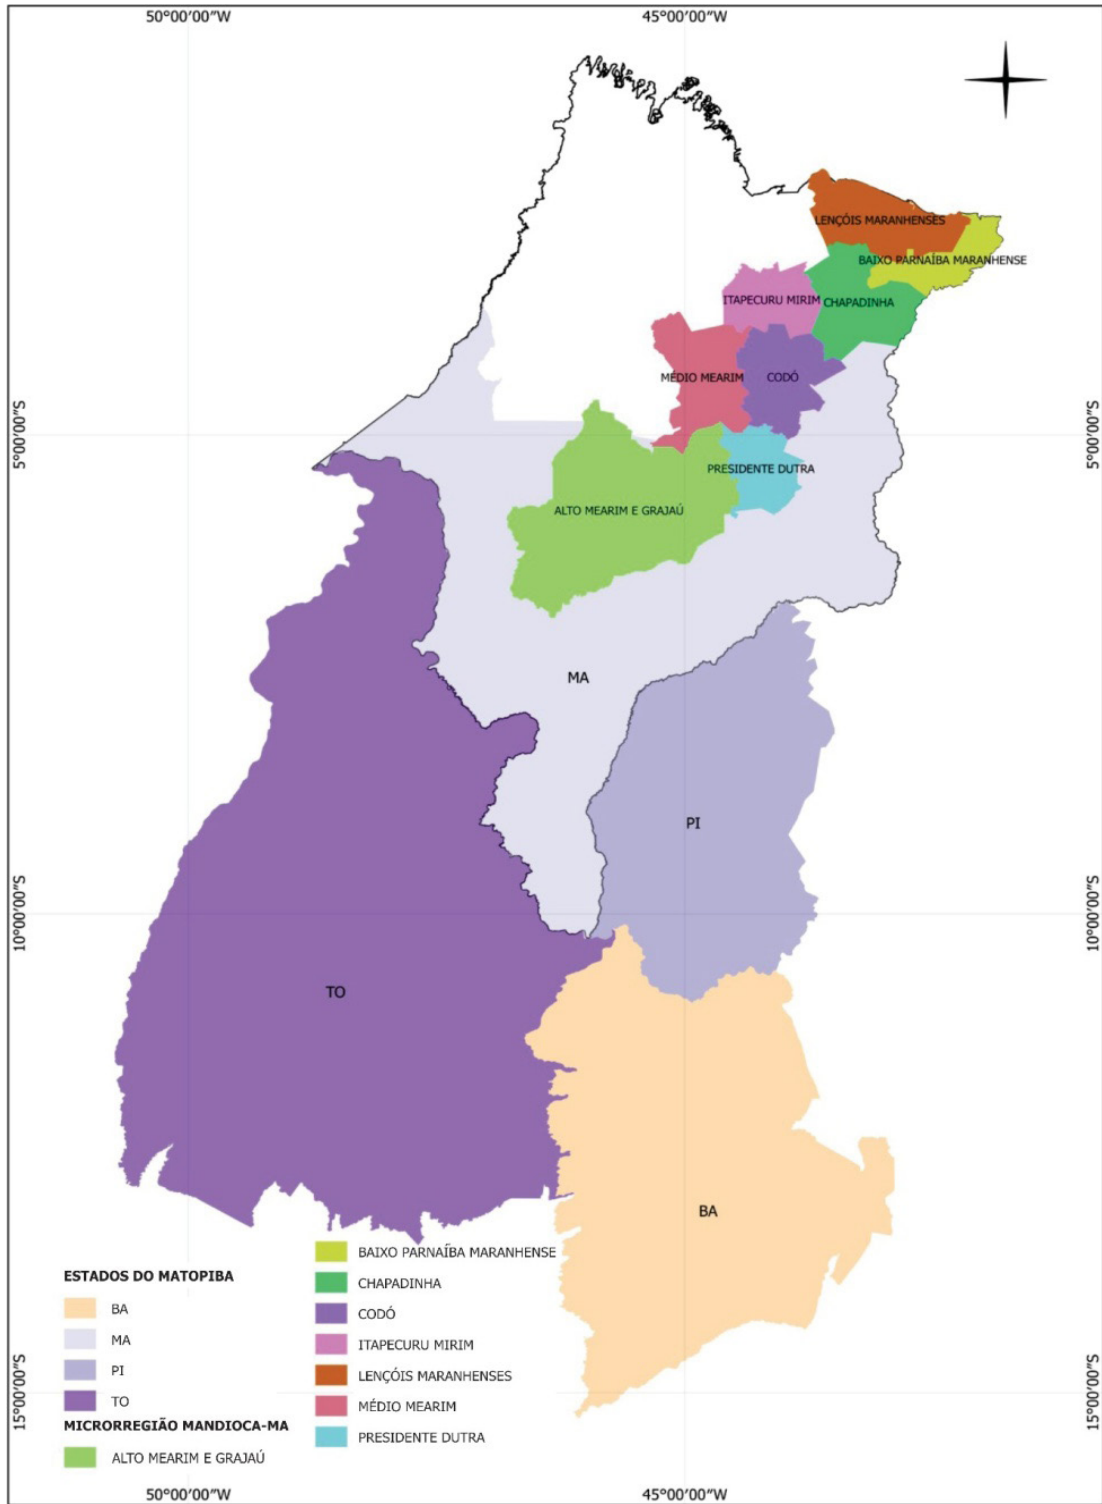 50°00'00"W 45°00'00"W
LENÇÓIS MARANHENSES
BAIXO PARNAÍBA MARANHENSE
ITAPECURU MIRIM
CHAPADINHA
MÉDIO MEARIM
CODÓ
5°00'00"S 5°00'00"S
PRESIDENTE DUTRA
ALTO MEARIM E GRAJAÚ
MA
PI
10°00'00"S 10°00'00"S
TO
BA
ESTADOS DO MATOPIBA
BA
MA
PI
TO
MICRORREGIÃO MANDIOCA-MA
ALTO MEARIM E GRAJAÚ
BAIXO PARNAÍBA MARANHENSE
CHAPADINHA
CODÓ
ITAPECURU MIRIM
LENÇÓIS MARANHENSES
MÉDIO MEARIM
PRESIDENTE DUTRA
15°00'00"S 15°00'00"S
50°00'00"W 45°00'00"W